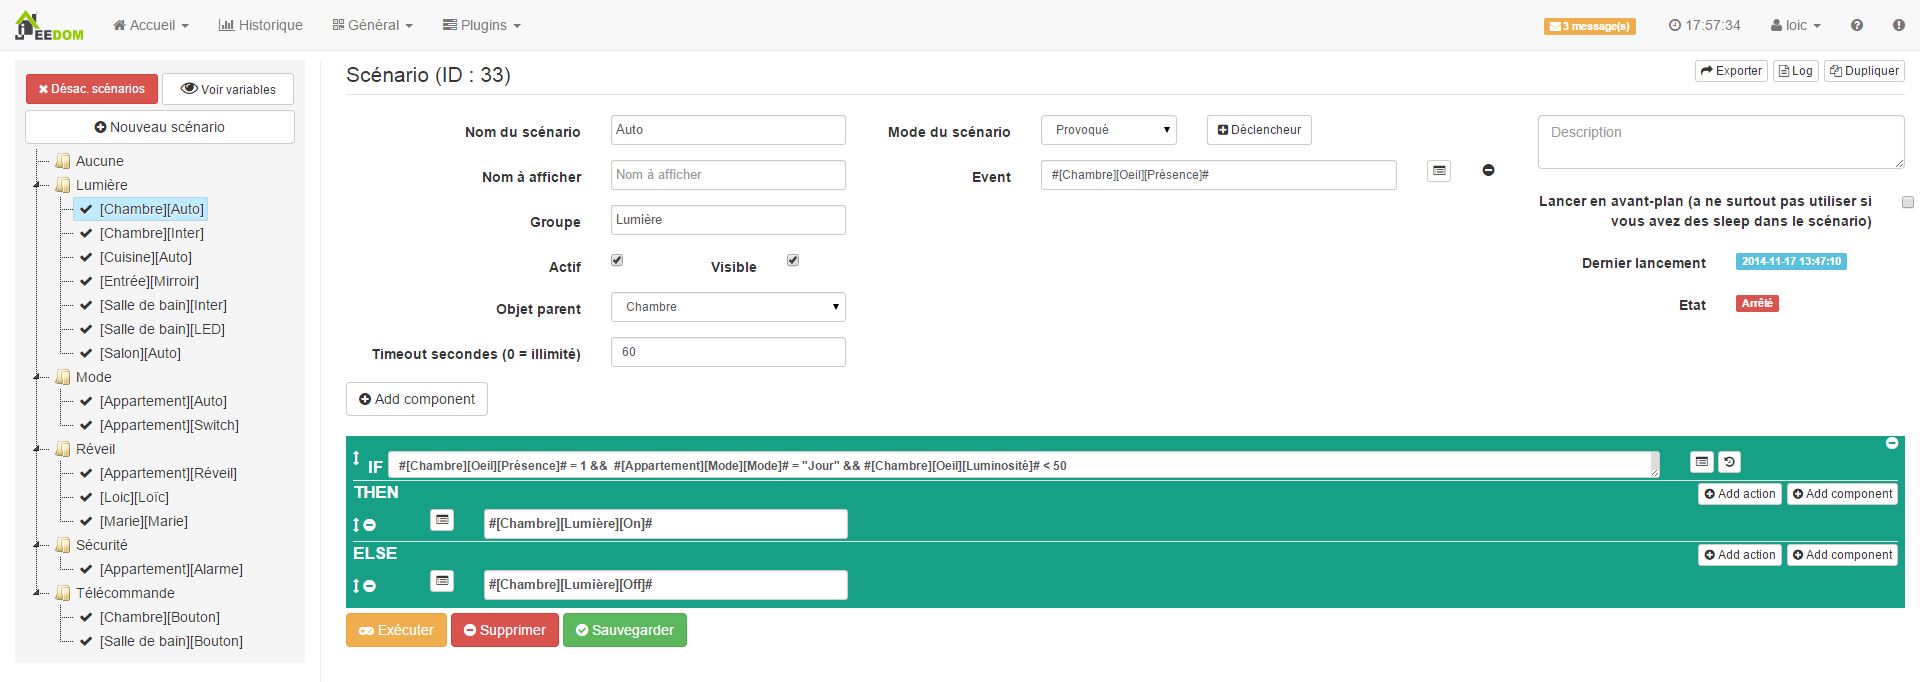 JEEDOM Accueil Historique Général Plugins 3 message(s) 17:57:34 loic
Désac. scénarios Voir variables
Nouveau scénario
Aucune
Lumière
[Chambre][Auto]
[Chambre][Inter]
[Cuisine][Auto]
[Entrée][Mirroir]
[Salle de bain][Inter]
[Salle de bain][LED]
[Salon][Auto]
Mode
[Appartement][Auto]
[Appartement][Switch]
Réveil
[Appartement][Réveil]
[Loic][Loïc]
[Marie][Marie]
Sécurité
[Appartement][Alarme]
Télécommande
[Chambre][Bouton]
[Salle de bain][Bouton]
Scénario (ID : 33) Exporter Log Dupliquer
Nom du scénario Auto Mode du scénario Provoqué Déclencheur Description
Nom à afficher Nom à afficher Event #[Chambre][Oeil][Présence]#
Groupe Lumière
Lancer en avant-plan (a ne surtout pas utiliser si
vous avez des sleep dans le scénario)
Actif Visible Dernier lancement 2014-11-17 13:47:10
Objet parent Chambre Etat Arrêté
Timeout secondes (0 = illimité) 60
Add component
IF #[Chambre][Oeil][Présence]# = 1 && #[Appartement][Mode][Mode]# = "Jour" && #[Chambre][Oeil][Luminosité]# < 50
THEN Add action Add component
#[Chambre][Lumière][On]#
ELSE Add action Add component
#[Chambre][Lumière][Off]#
Exécuter Supprimer Sauvegarder